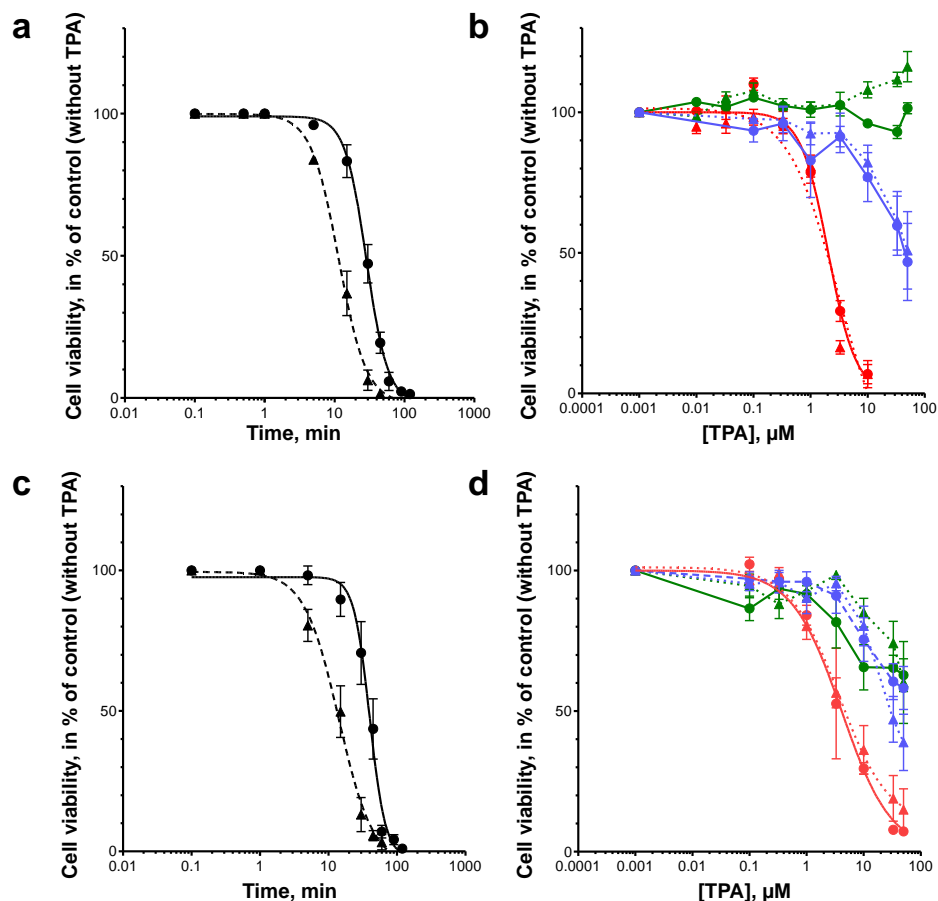 a
Cell viability, in % of control (without TPA)
100
50
0
0.01 0.1 1 10 100 1000
Time, min
b
Cell viability, in % of control (without TPA)
100
50
0
0.0001 0.001 0.01 0.1 1 10 100
[TPA], µM
c
Cell viability, in % of control (without TPA)
100
50
0
0.01 0.1 1 10 100 1000
Time, min
d
Cell viability, in % of control (without TPA)
100
50
0
0.0001 0.001 0.01 0.1 1 10 100
[TPA], µM